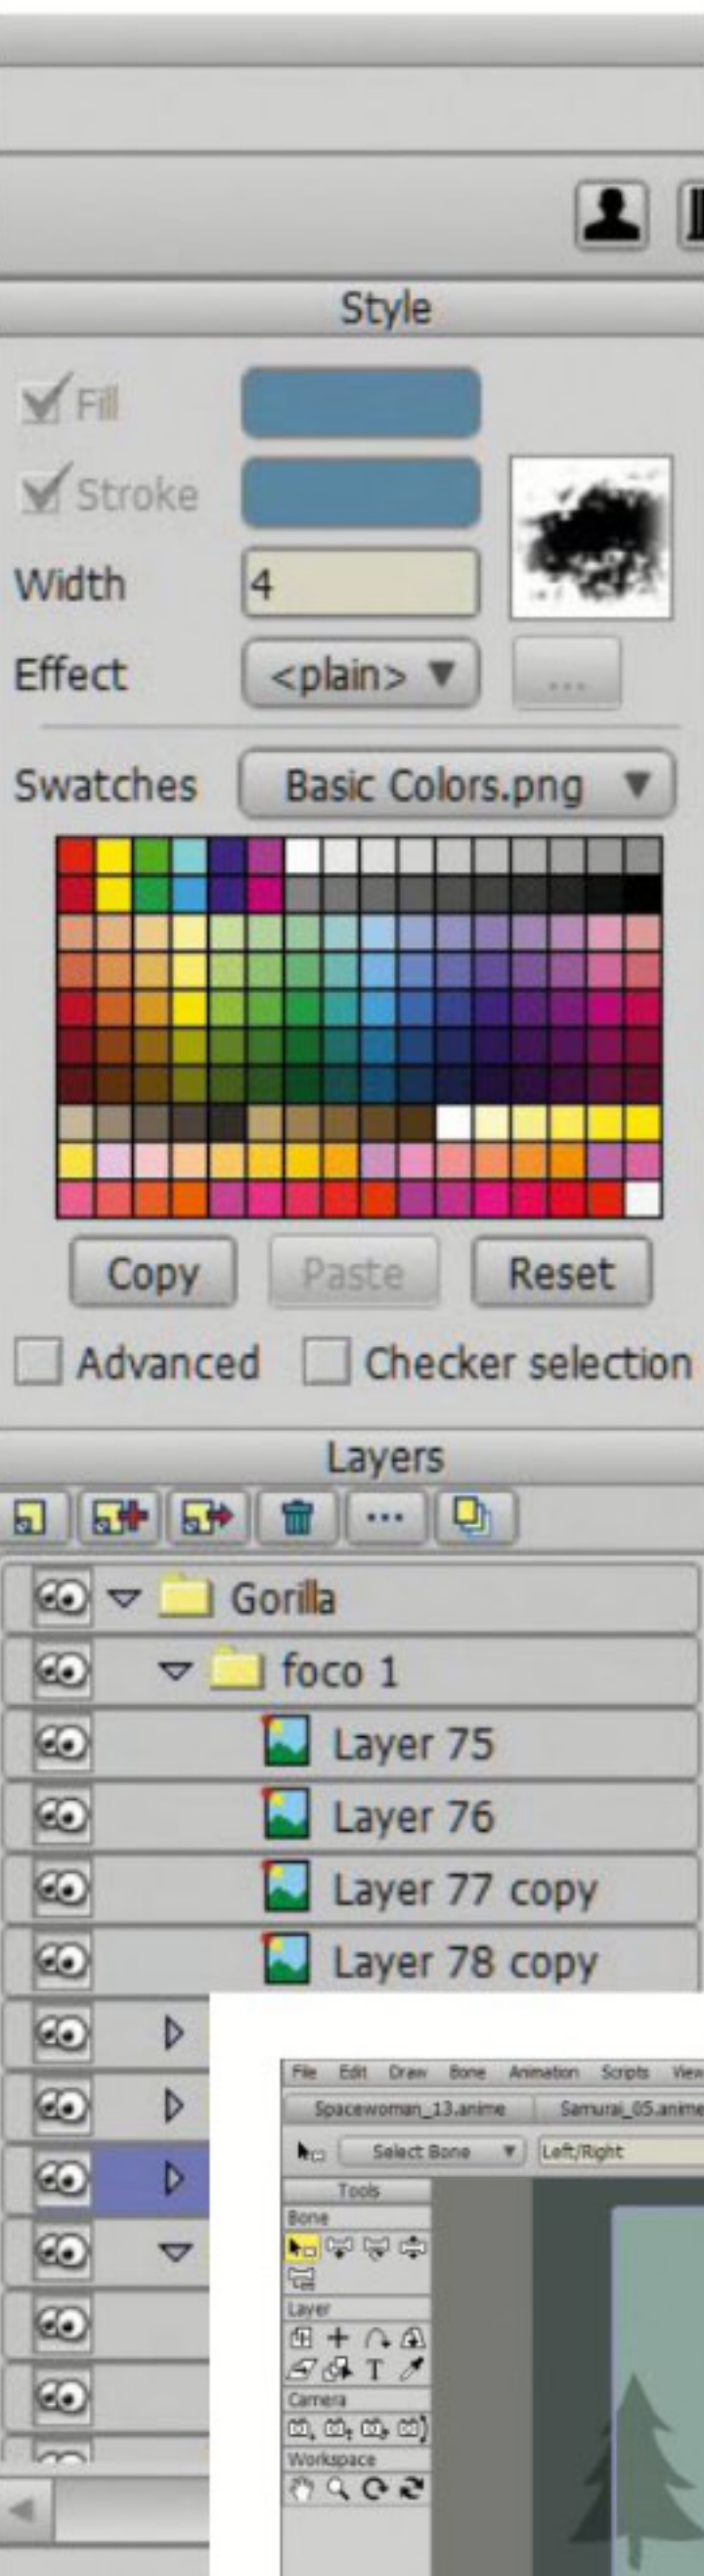 Style
Fill
Stroke
Width 4
Effect <plain> ...
Swatches Basic Colors.png
Copy Paste Reset
Advanced Checker selection
Layers
...
Gorilla
foco 1
Layer 75
Layer 76
Layer 77 copy
Layer 78 copy
File Edit Draw Bone Animation Scripts View
Spacewoman_13.anime Samurai_05.anime
Select Bone Left/Right
Tools
Bone
Layer
T
Camera
Workspace